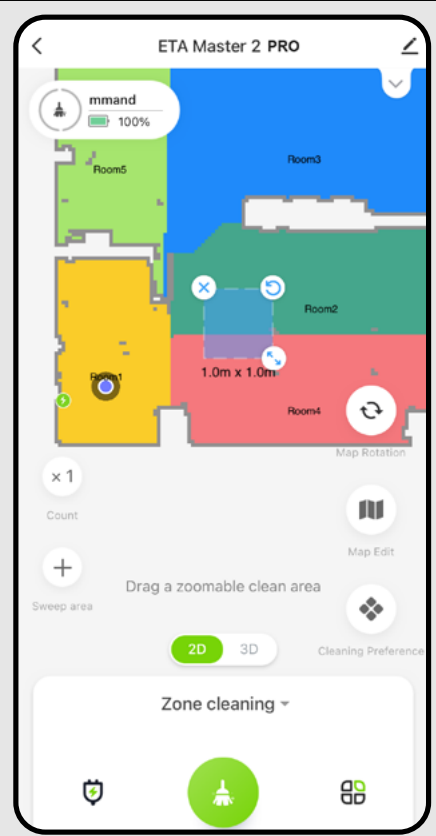 ETA Master 2 PRO
mmand
100%
Room5
Room3
Room2
1.0m x 1.0m
Room1
Room4
Map Rotation
× 1
Count
Map Edit
Drag a zoomable clean area
Sweep area
2D 3D
Cleaning Preference
Zone cleaning